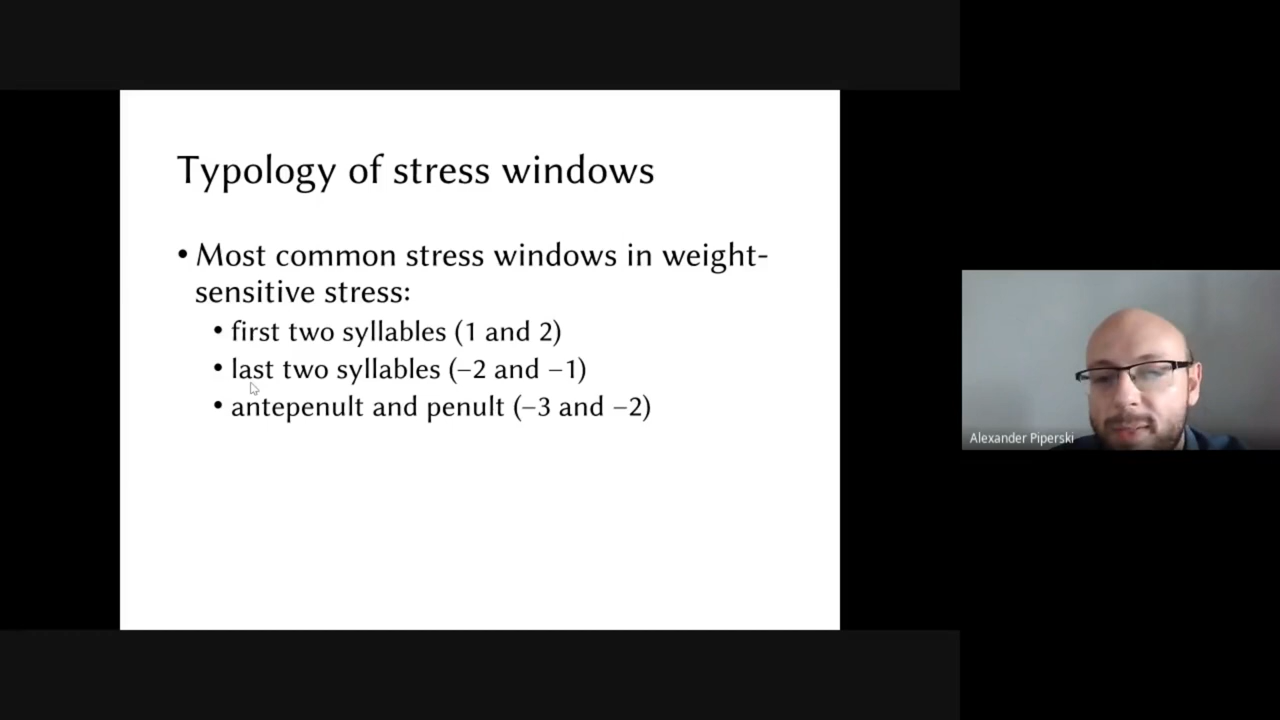 Typology of stress windows
• Most common stress windows in weight-
sensitive stress:
• first two syllables (1 and 2)
• last two syllables (−2 and −1)
• antepenult and penult (−3 and −2)
Alexander Piperski